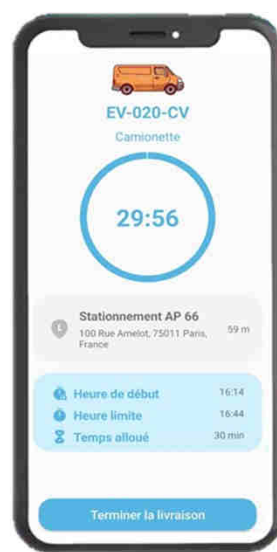 EV-020-CV
Camionette
29:56
L
Stationnement AP 66
100 Rue Amelot, 75011 Paris,
France
59 m
Heure de début 16:14
Heure limite 16:44
Temps alloué 30 min
Terminer la livraison